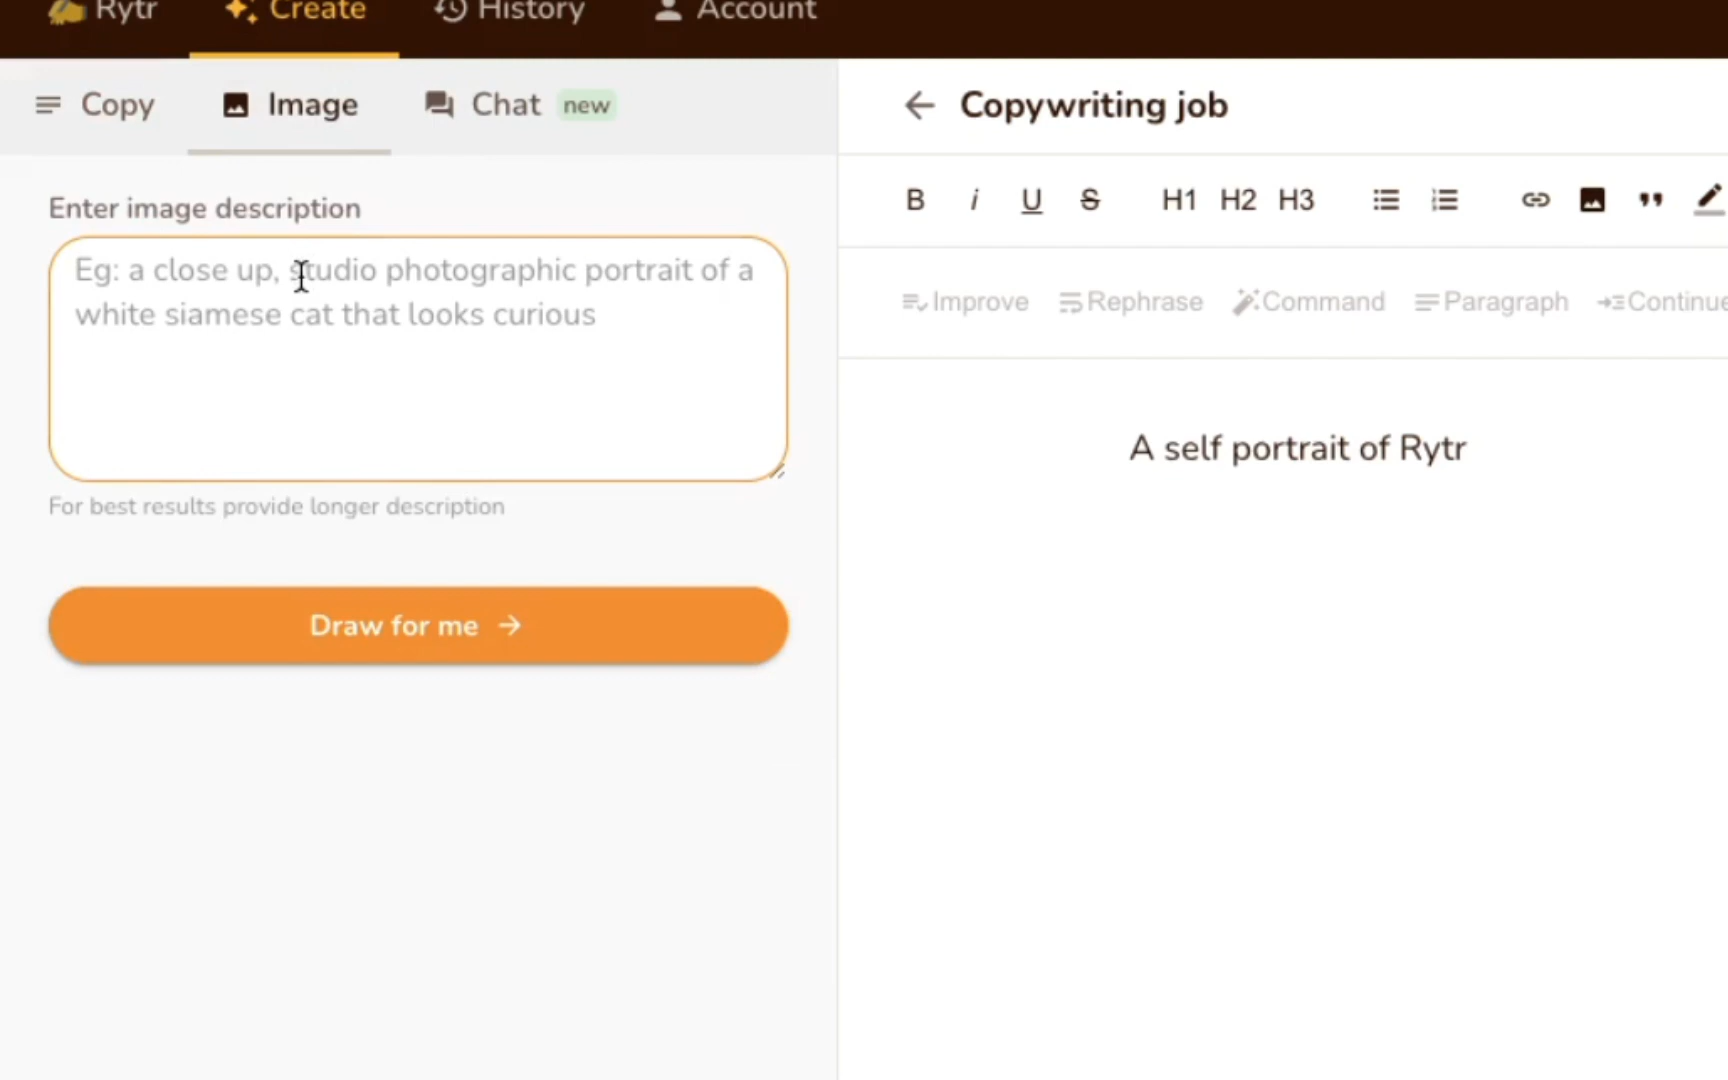 Rytr
Create
History
Account
Copy
Image
Chat new
Enter image description
Eg: a close up, studio photographic portrait of a
white siamese cat that looks curious
For best results provide longer description
Draw for me →
← Copywriting job
B i U S H1 H2 H3
Improve Rephrase Command Paragraph Continue
A self portrait of Rytr